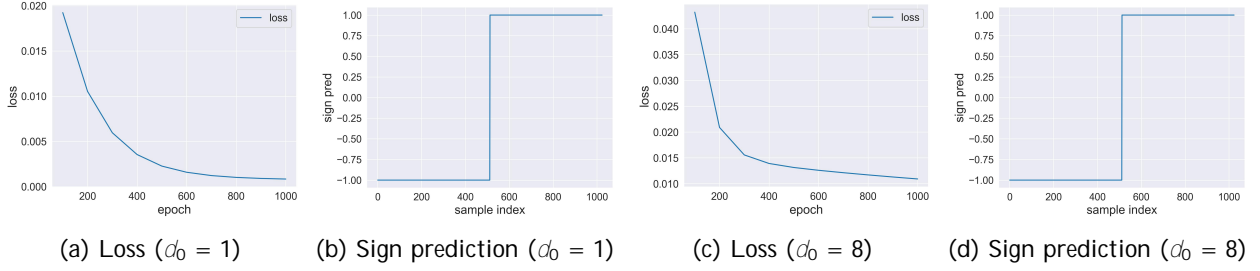 0.020
0.015
0.010
0.005
0.000
loss
loss
200 400 600 800 1000
epoch
1.00
0.75
0.50
0.25
0.00
−0.25
−0.50
−0.75
−1.00
sign pred
0 200 400 600 800 1000
sample index
0.040
0.035
0.030
0.025
0.020
0.015
0.010
loss
loss
200 400 600 800 1000
epoch
1.00
0.75
0.50
0.25
0.00
−0.25
−0.50
−0.75
−1.00
sign pred
0 200 400 600 800 1000
sample index
(a) Loss (d₀ = 1)
(b) Sign prediction (d₀ = 1)
(c) Loss (d₀ = 8)
(d) Sign prediction (d₀ = 8)